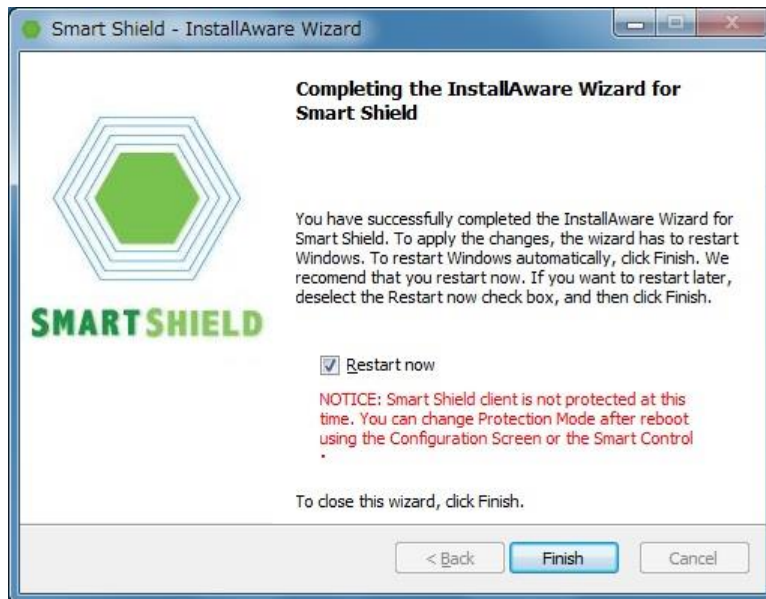 Smart Shield - InstallAware Wizard
Completing the InstallAware Wizard for
Smart Shield
You have successfully completed the InstallAware Wizard for
Smart Shield. To apply the changes, the wizard has to restart
Windows. To restart Windows automatically, click Finish. We
recomend that you restart now. If you want to restart later,
deselect the Restart now check box, and then click Finish.
SMARTSHIELD
Restart now
NOTICE: Smart Shield client is not protected at this
time. You can change Protection Mode after reboot
using the Configuration Screen or the Smart Control
.
To close this wizard, click Finish.
< Back Finish Cancel